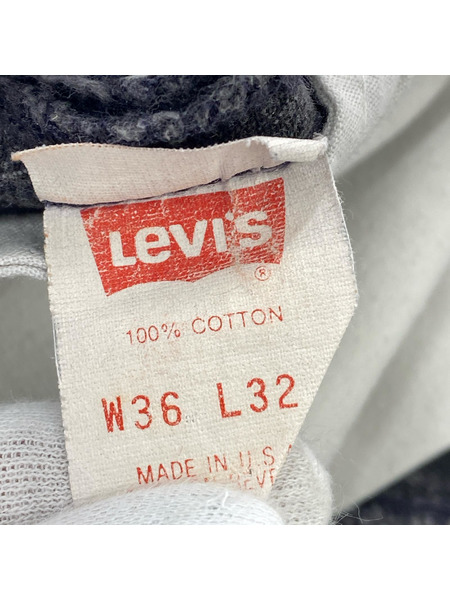 Levi's
®
100% COTTON
W36 L32
MADE IN U.S.A